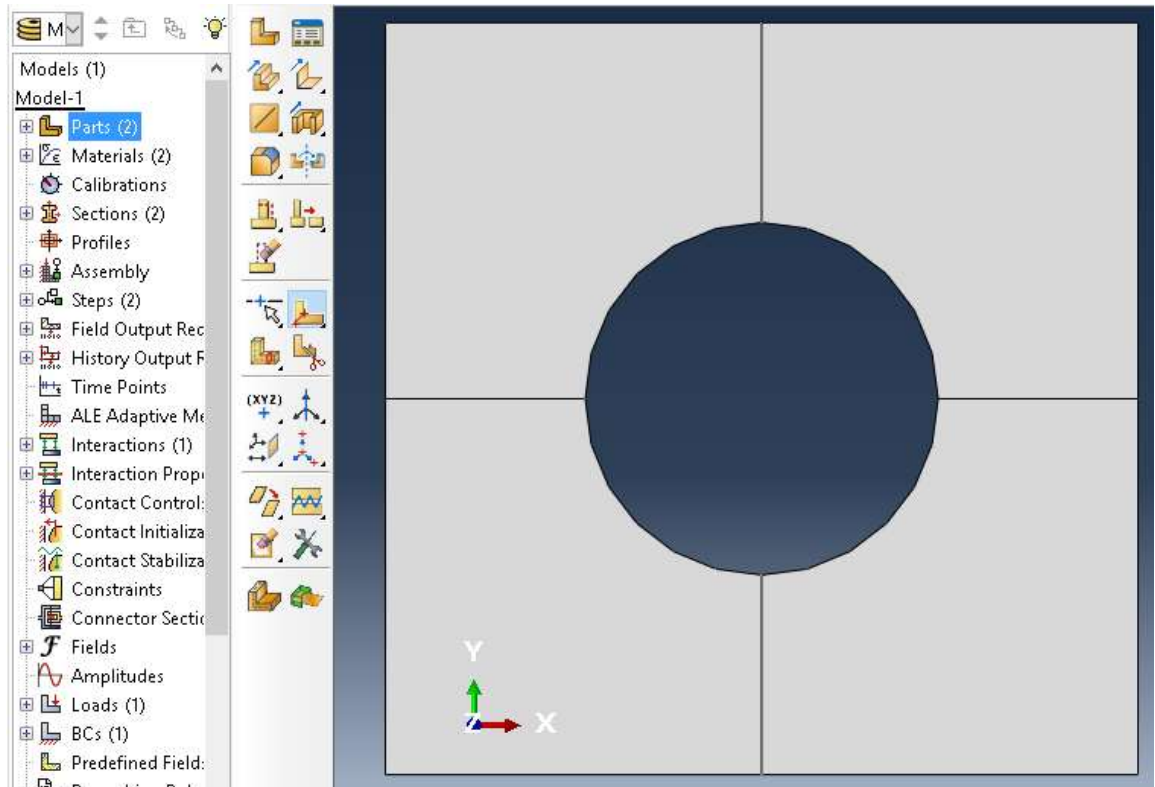 M
Models (1)
Model-1
Parts (2)
Materials (2)
Calibrations
Sections (2)
Profiles
Assembly
Steps (2)
Field Output Rec
History Output F
Time Points
ALE Adaptive Me
Interactions (1)
Interaction Prop
Contact Control:
Contact Initializa
Contact Stabiliza
Constraints
Connector Sectio
Fields
Amplitudes
Loads (1)
BCs (1)
Predefined Field:
(XYZ)
Y
Z
X